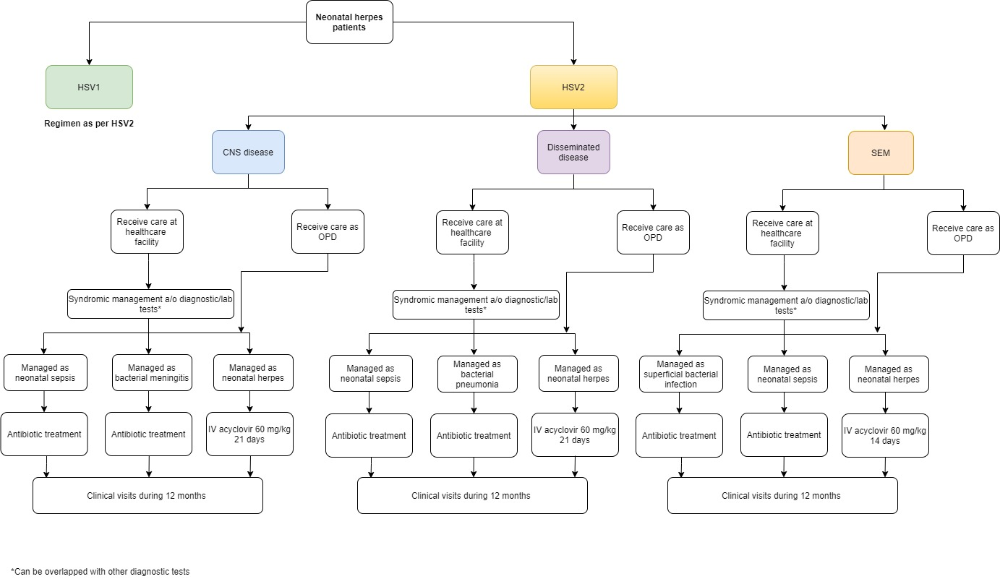 Neonatal herpes
patients
HSV1
HSV2
Regimen as per HSV2
CNS disease
Disseminated
disease
SEM
Receive care at
healthcare
facility
Receive care as
OPD
Receive care at
healthcare
facility
Receive care as
OPD
Receive care at
healthcare
facility
Receive care as
OPD
Syndromic management a/o diagnostic/lab
tests*
Syndromic management a/o diagnostic/lab
tests*
Syndromic management a/o diagnostic/lab
tests*
Managed as
neonatal sepsis
Managed as
bacterial meningitis
Managed as
neonatal herpes
Managed as
neonatal sepsis
Managed as
bacterial
pneumonia
Managed as
neonatal herpes
Managed as
superficial bacterial
infection
Managed as
neonatal sepsis
Managed as
neonatal herpes
Antibiotic treatment
Antibiotic treatment
IV acyclovir 60 mg/kg
21 days
Antibiotic treatment
Antibiotic treatment
IV acyclovir 60 mg/kg
21 days
Antibiotic treatment
Antibiotic treatment
IV acyclovir 60 mg/kg
14 days
Clinical visits during 12 months
Clinical visits during 12 months
Clinical visits during 12 months
*Can be overlapped with other diagnostic tests